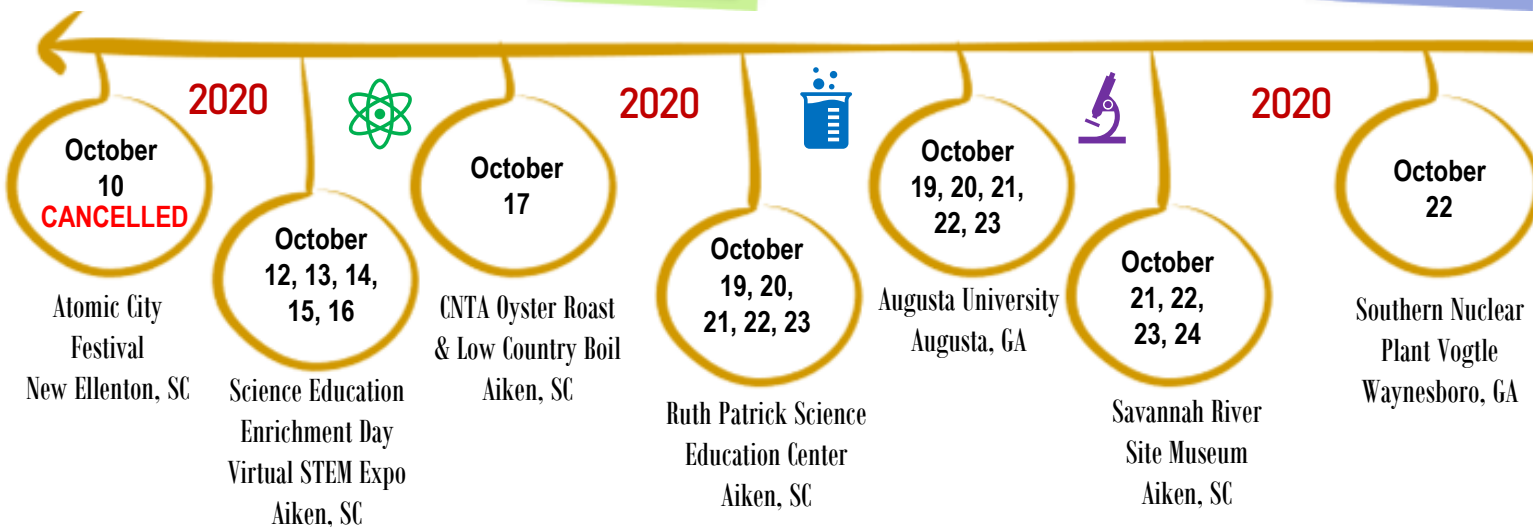 2020
2020
2020
October
10
CANCELLED
Atomic City
Festival
New Ellenton, SC
October
12, 13, 14,
15, 16
Science Education
Enrichment Day
Virtual STEM Expo
Aiken, SC
October
17
CNTA Oyster Roast
& Low Country Boil
Aiken, SC
October
19, 20,
21, 22, 23
Ruth Patrick Science
Education Center
Aiken, SC
October
19, 20, 21,
22, 23
Augusta University
Augusta, GA
October
21, 22,
23, 24
Savannah River
Site Museum
Aiken, SC
October
22
Southern Nuclear
Plant Vogtle
Waynesboro, GA